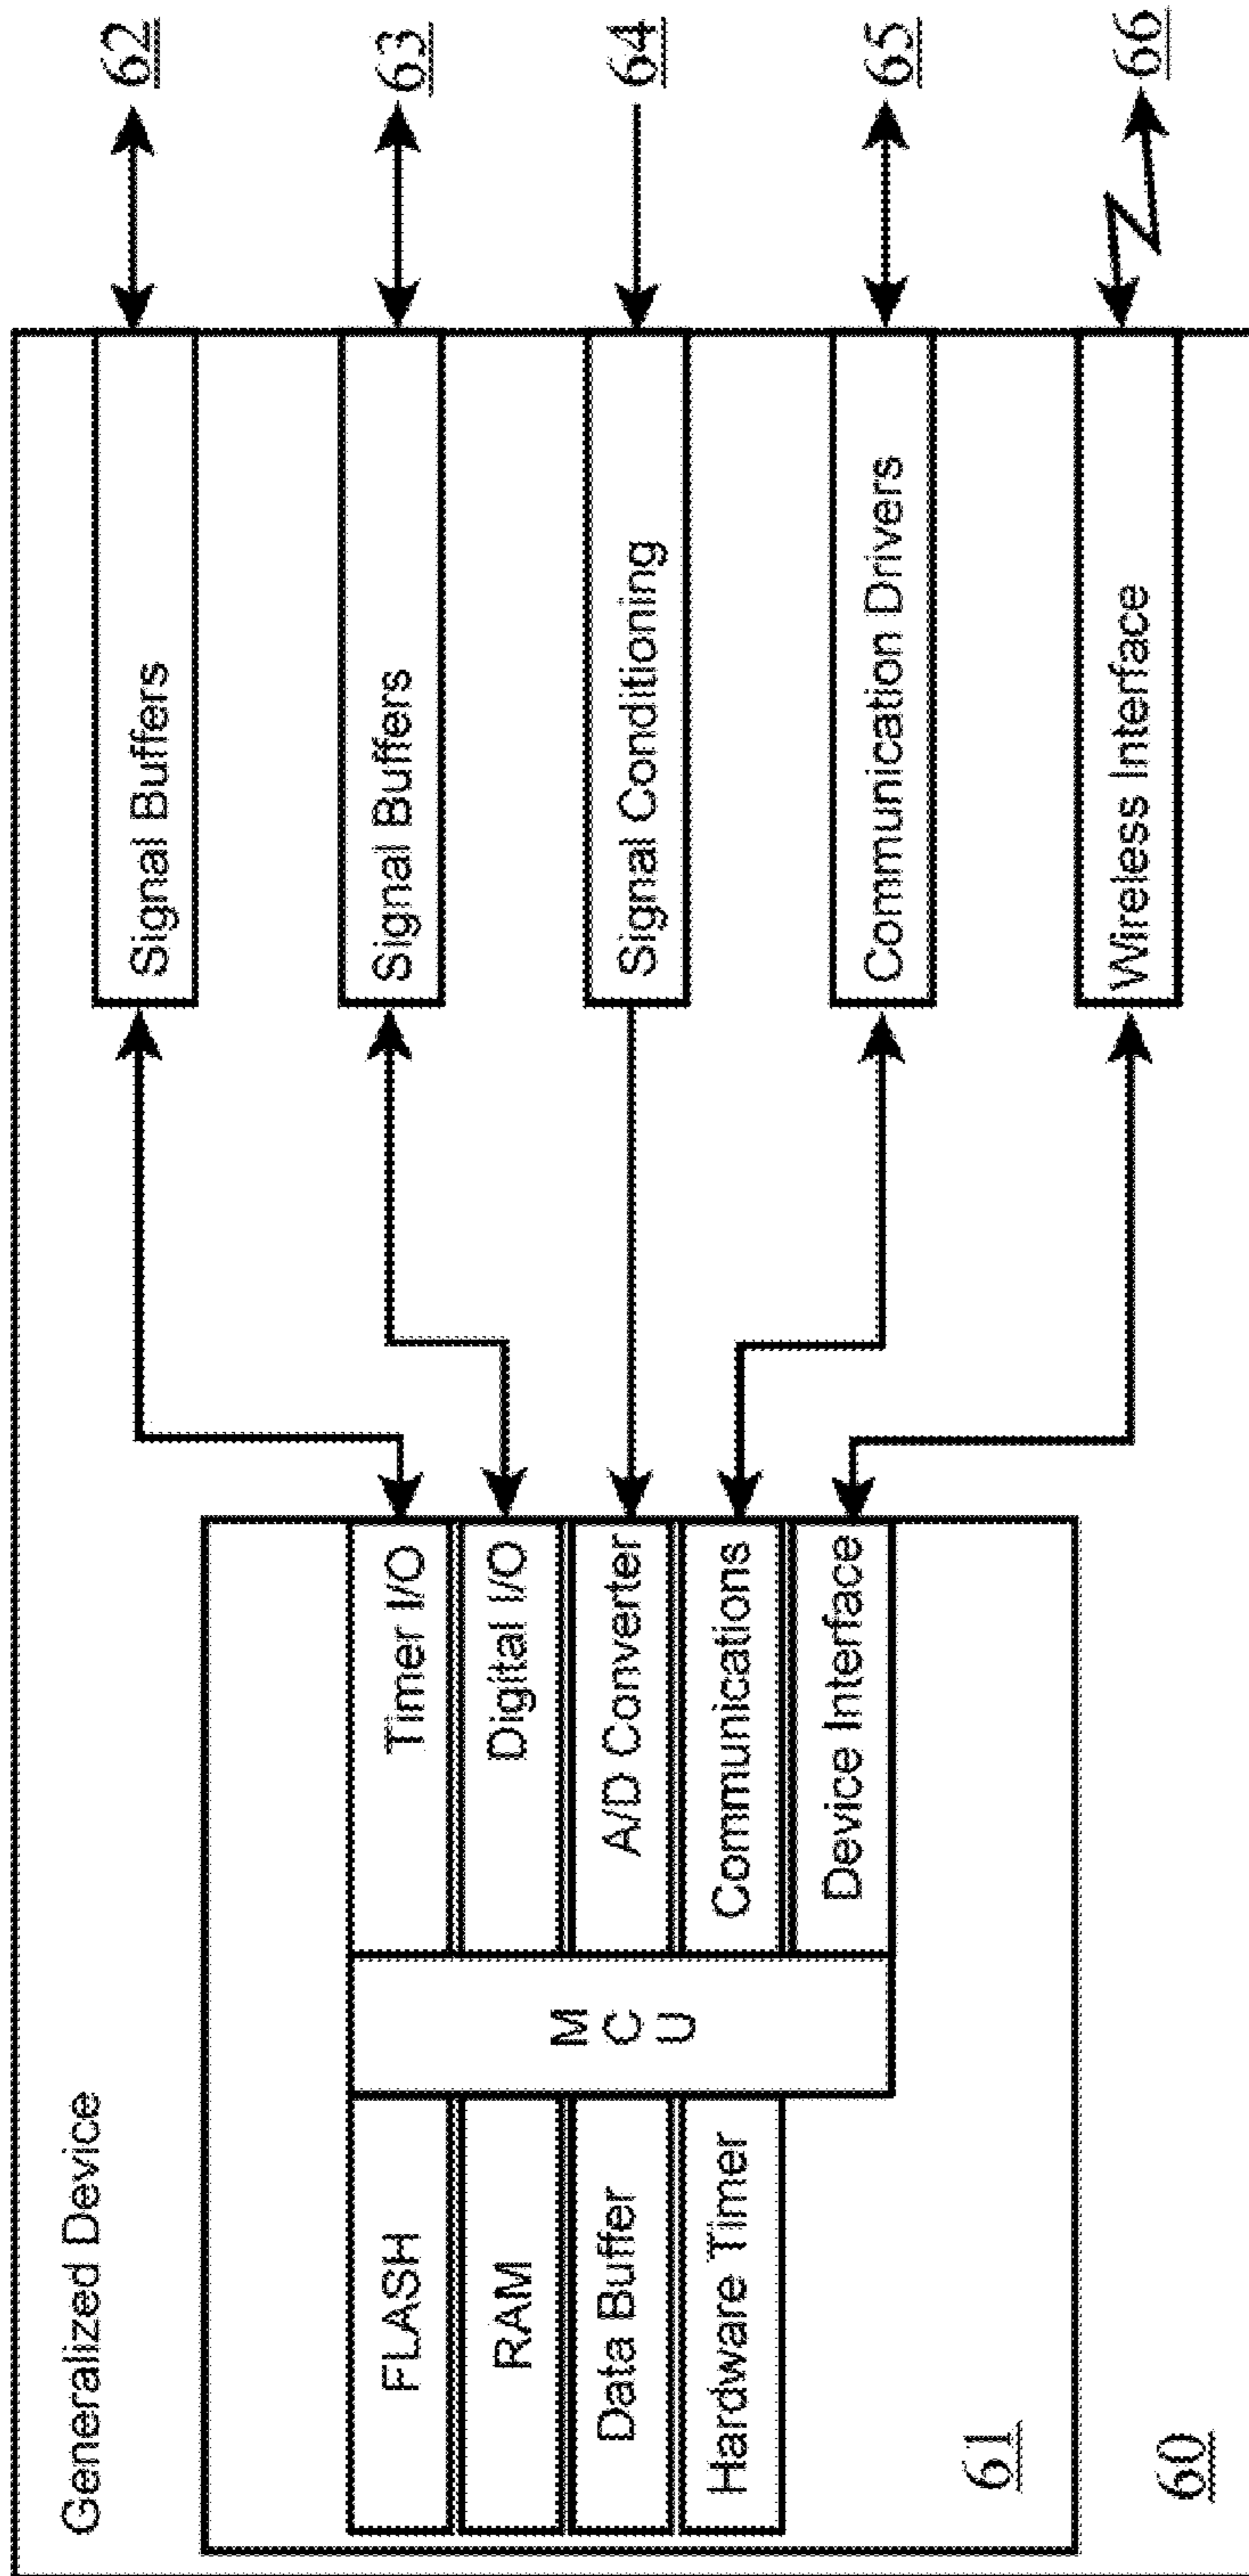 Generalized Device
FLASH
RAM
Data Buffer
Hardware Timer
M
C
U
Timer I/O
Digital I/O
A/D Converter
Communications
Device Interface
61
60
Signal Buffers
Signal Buffers
Signal Conditioning
Communication Drivers
Wireless Interface
62
63
64
65
66